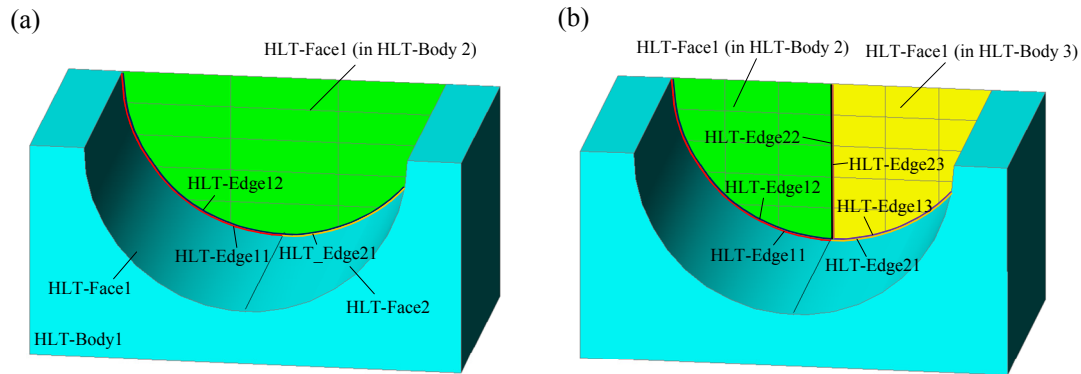 (a)
HLT-Face1 (in HLT-Body 2)
HLT-Edge12
HLT-Edge11
HLT_Edge21
HLT-Face1
HLT-Face2
HLT-Body1
(b)
HLT-Face1 (in HLT-Body 2)
HLT-Face1 (in HLT-Body 3)
HLT-Edge22
HLT-Edge23
HLT-Edge12
HLT-Edge13
HLT-Edge11
HLT-Edge21